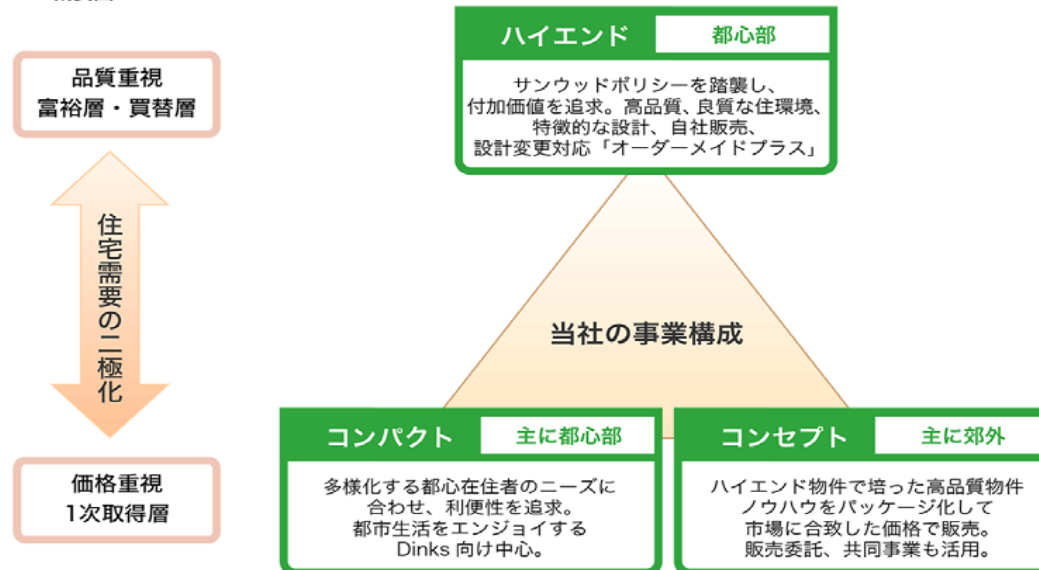 ハイエンド 都心部
サンウッドポリシーを踏襲し、
付加価値を追求。高品質、良質な住環境、
特徴的な設計、自社販売、
設計変更対応「オーダーメイドプラス」
品質重視
富裕層・買替層
住宅需要の二極化
当社の事業構成
価格重視
1次取得層
コンパクト 主に都心部
多様化する都心在住者のニーズに
合わせ、利便性を追求。
都市生活をエンジョイする
Dinks 向け中心。
コンセプト 主に郊外
ハイエンド物件で培った高品質物件
ノウハウをパッケージ化して
市場に合致した価格で販売。
販売委託、共同事業も活用。